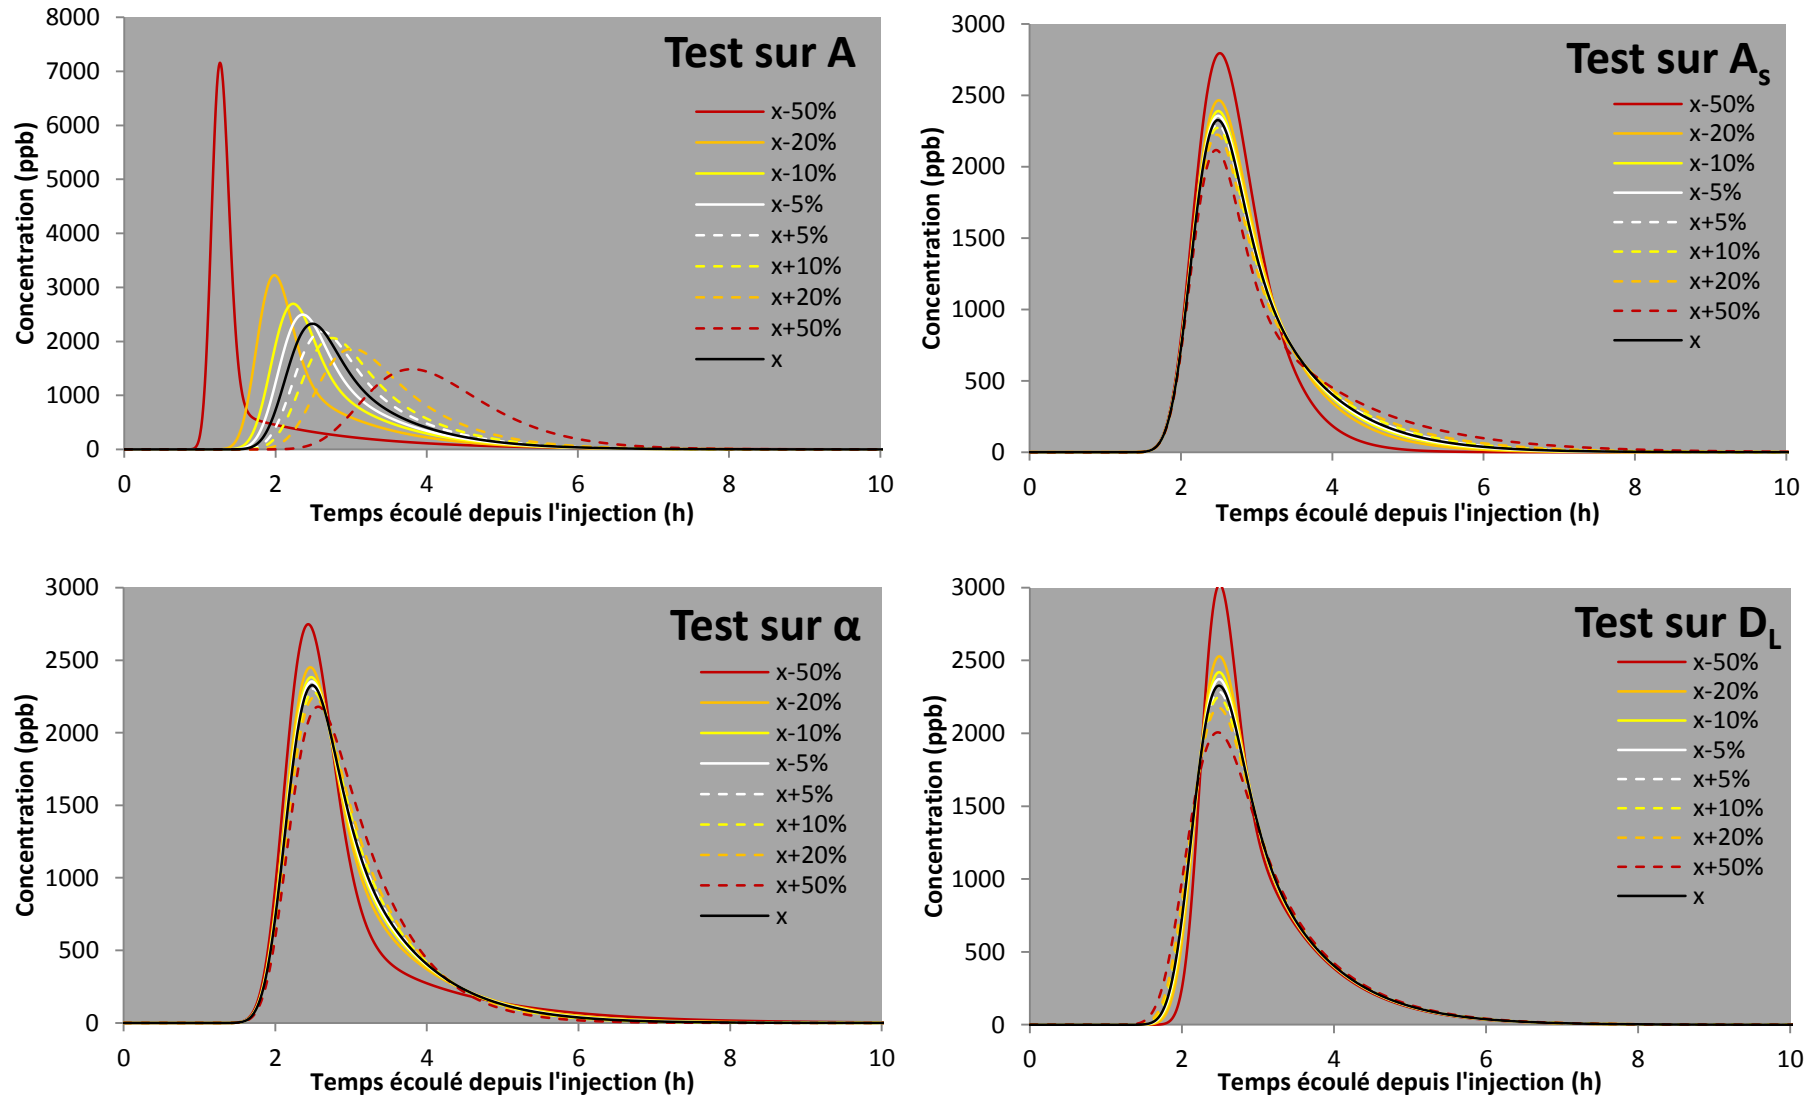 Test sur A
Concentration (ppb)
8000
7000
6000
5000
4000
3000
2000
1000
0
x-50%
x-20%
x-10%
x-5%
x+5%
x+10%
x+20%
x+50%
x
0 2 4 6 8 10
Temps écoulé depuis l'injection (h)
Test sur As
Concentration (ppb)
3000
2500
2000
1500
1000
500
0
x-50%
x-20%
x-10%
x-5%
x+5%
x+10%
x+20%
x+50%
x
0 2 4 6 8 10
Temps écoulé depuis l'injection (h)
Test sur α
Concentration (ppb)
3000
2500
2000
1500
1000
500
0
x-50%
x-20%
x-10%
x-5%
x+5%
x+10%
x+20%
x+50%
x
0 2 4 6 8 10
Temps écoulé depuis l'injection (h)
Test sur DL
Concentration (ppb)
3000
2500
2000
1500
1000
500
0
x-50%
x-20%
x-10%
x-5%
x+5%
x+10%
x+20%
x+50%
x
0 2 4 6 8 10
Temps écoulé depuis l'injection (h)